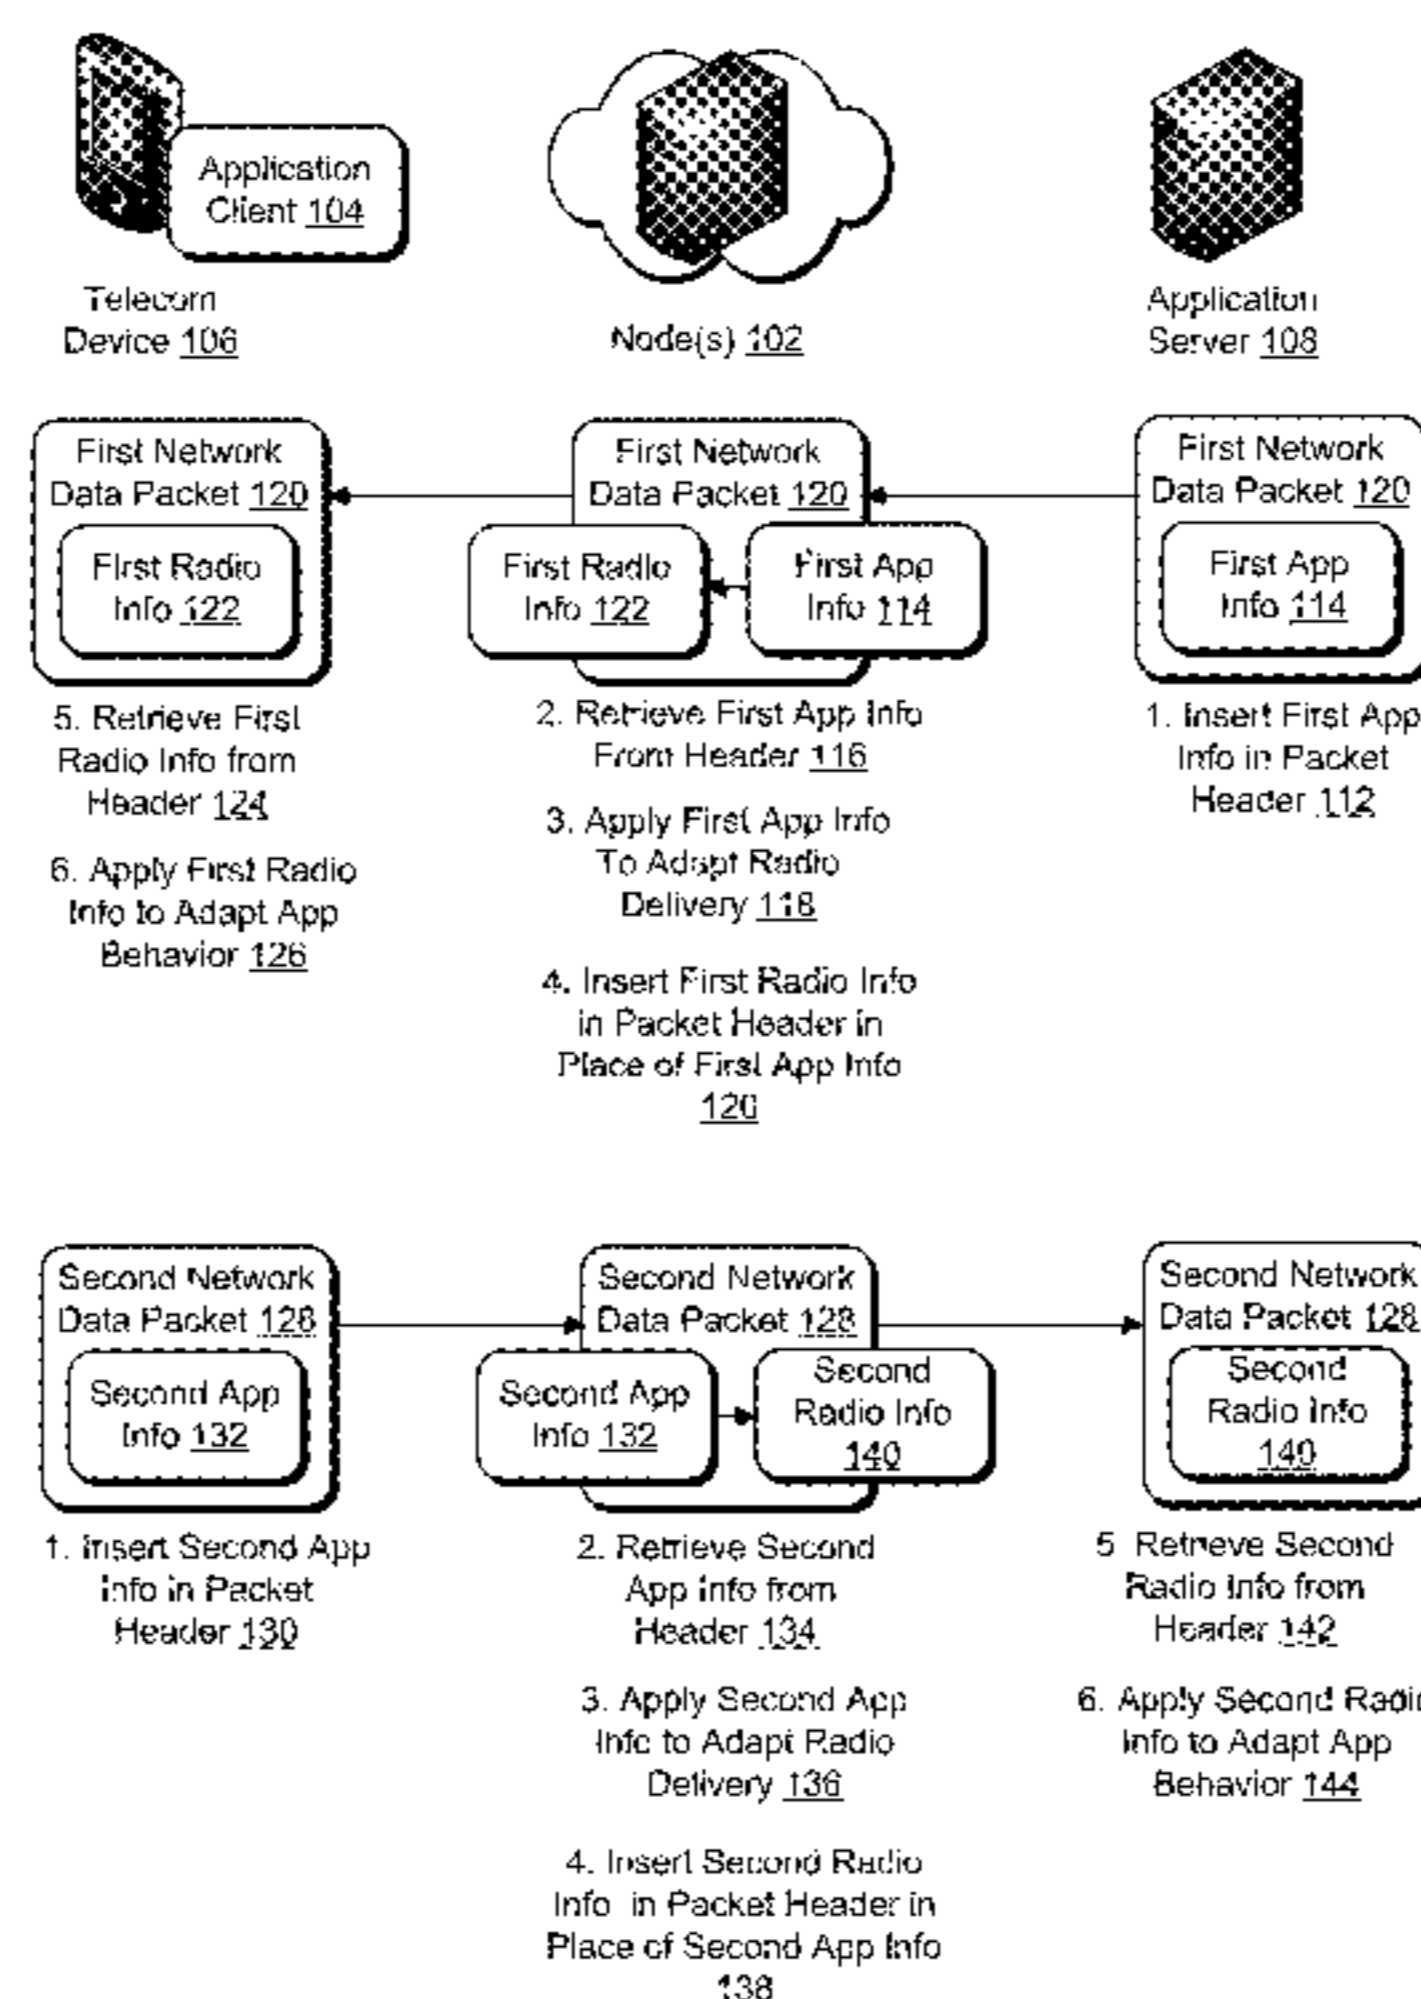 Application
Client 104
Telecom
Device 106
Node(s) 102
Application
Server 108
First Network
Data Packet 120
First Radio
Info 122
First Network
Data Packet 120
First Radio
Info 122
First App
Info 114
First Network
Data Packet 120
First App
Info 114
5. Retrieve First
Radio Info from
Header 124
6. Apply First Radio
Info to Adapt App
Behavior 126
2. Retrieve First App Info
From Header 116
3. Apply First App Info
To Adapt Radio
Delivery 118
4. Insert First Radio Info
in Packet Header in
Place of First App Info
120
1. Insert First App
Info in Packet
Header 112
Second Network
Data Packet 128
Second App
Info 132
Second Network
Data Packet 128
Second App
Info 132
Second
Radio Info
140
Second Network
Data Packet 128
Second
Radio Info
140
1. Insert Second App
Info in Packet
Header 130
2. Retrieve Second
App Info from
Header 134
3. Apply Second App
Info to Adapt Radio
Delivery 136
4. Insert Second Radio
Info in Packet Header in
Place of Second App Info
138
5 Retrieve Second
Radio Info from
Header 142
6. Apply Second Radio
Info to Adapt App
Behavior 144